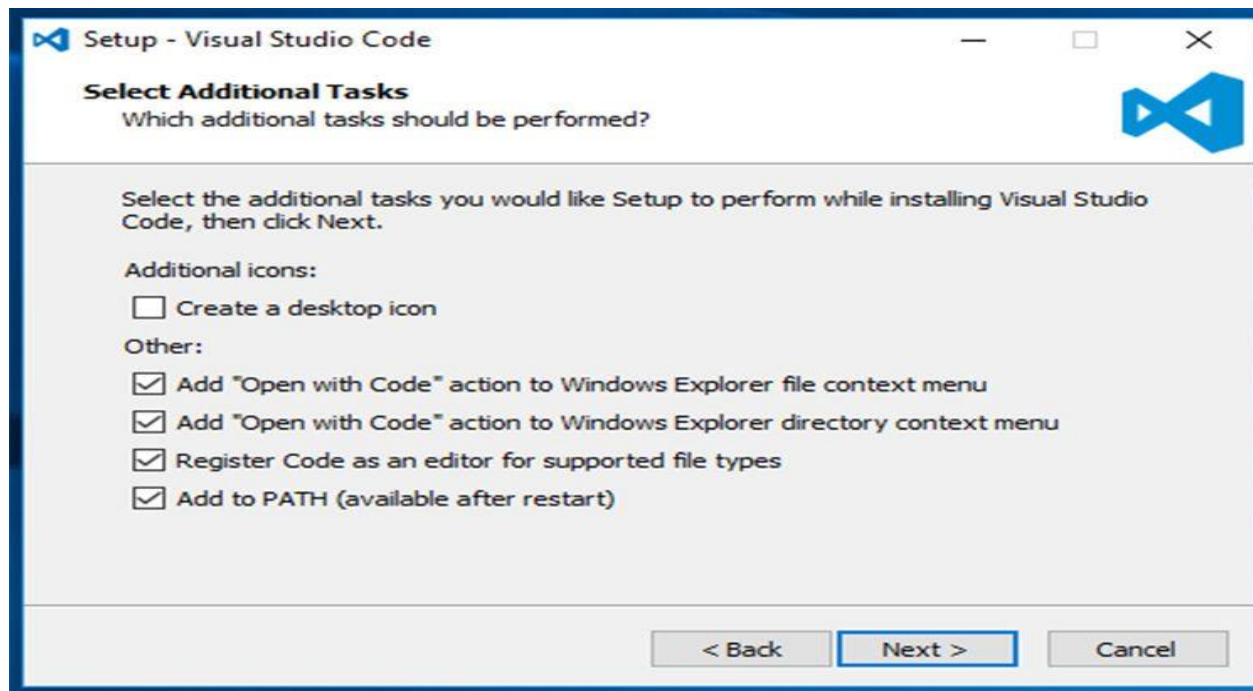 Setup - Visual Studio Code
Select Additional Tasks
Which additional tasks should be performed?
Select the additional tasks you would like Setup to perform while installing Visual Studio
Code, then click Next.
Additional icons:
Create a desktop icon
Other:
Add "Open with Code" action to Windows Explorer file context menu
Add "Open with Code" action to Windows Explorer directory context menu
Register Code as an editor for supported file types
Add to PATH (available after restart)
< Back Next > Cancel